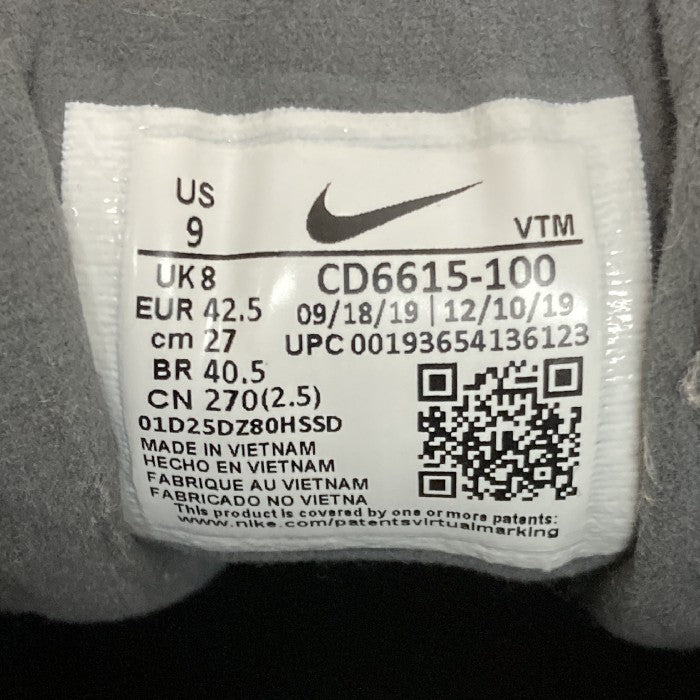 US
9
VTM
UK 8
CD6615-100
EUR 42.5
09/18/19 | 12/10/19
cm 27
UPC 00193654136123
BR 40.5
CN 270(2.5)
01D25DZ80HSSD
MADE IN VIETNAM
HECHO EN VIETNAM
FABRIQUE AU VIETNAM
FABRICADO NO VIETNA
This product is covered by one or more patents:
www.nike.com/patentsvirtualmarking